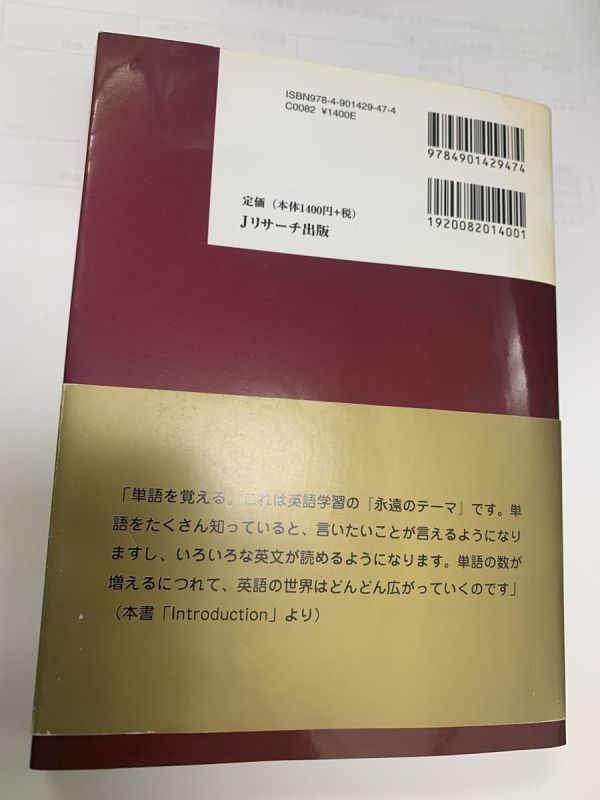 ISBN978-4-901429-47-4
C0082 ¥1400E
9784901429474
定価（本体1400円+税）
Jリサーチ出版
1920082014001
「単語を覚える。これは英語学習の『永遠のテーマ』です。単
語をたくさん知っていると、言いたいことが言えるようになり
ますし、いろいろな英文が読めるようになります。単語の数が
増えるにつれて、英語の世界はどんどん広がっていくのです」
（本書「Introduction」より）